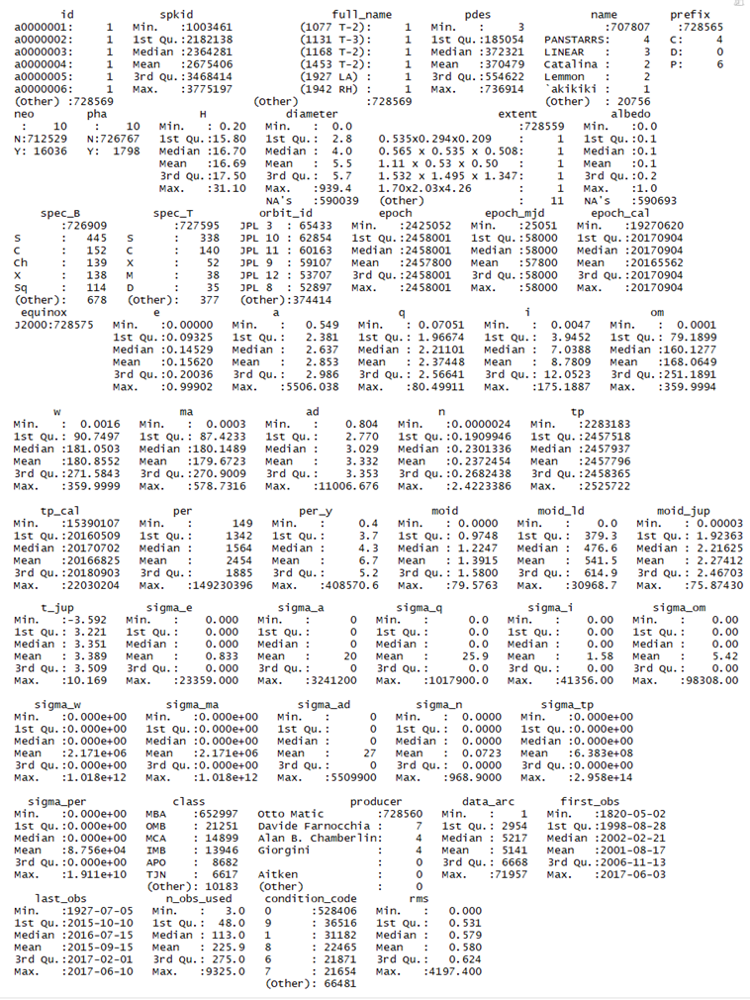 id spkid full_name pdes name prefix
a0000001: 1 Min. :1003461 (1077 T-2): 1 Min. : 3 :707807 :728565
a0000002: 1 1st Qu.:2182138 (1131 T-3): 1 1st Qu.:185054 PANSTARRS: 4 C: 4
a0000003: 1 Median :2364281 (1168 T-2): 1 Median :372321 LINEAR : 3 D: 0
a0000004: 1 Mean :2675406 (1453 T-2): 1 Mean :370479 Catalina : 2 P: 6
a0000005: 1 3rd Qu.:3468414 (1927 LA) : 1 3rd Qu.:554622 Lemmon : 2
a0000006: 1 Max. :3775197 (1942 RH) : 1 Max. :736914 `akikiki : 1
(Other) :728569 (Other) :728569 (Other) : 20756
neo pha H diameter extent albedo
: 10 : 10 Min. : 0.20 Min. : 0.0 :728559 Min. :0.0
N:712529 N:726767 1st Qu.:15.80 1st Qu.: 2.8 0.535x0.294x0.209 : 1 1st Qu.:0.1
Y: 16036 Y: 1798 Median :16.70 Median : 4.0 0.565 x 0.535 x 0.508: 1 Median :0.1
Mean :16.69 Mean : 5.5 1.11 x 0.53 x 0.50 : 1 Mean :0.1
3rd Qu.:17.50 3rd Qu.: 5.7 1.532 x 1.495 x 1.347: 1 3rd Qu.:0.2
Max. :31.10 Max. :939.4 1.70x2.03x4.26 : 1 Max. :1.0
NA's :590039 (Other) : 11 NA's :590693
spec_B spec_T orbit_id epoch epoch_mjd epoch_cal
:726909 :727595 JPL 3 : 65433 Min. :2425052 Min. :25051 Min. :19270620
S : 445 S : 338 JPL 10 : 62854 1st Qu.:2458001 1st Qu.:58000 1st Qu.:20170904
C : 152 C : 140 JPL 11 : 60163 Median :2458001 Median :58000 Median :20170904
Ch : 139 X : 52 JPL 9 : 59107 Mean :2457800 Mean :57800 Mean :20165562
X : 138 M : 38 JPL 12 : 53707 3rd Qu.:2458001 3rd Qu.:58000 3rd Qu.:20170904
Sq : 114 D : 35 JPL 8 : 52897 Max. :2458001 Max. :58000 Max. :20170904
(Other): 678 (Other): 377 (Other):374414
equinox e a q i om
J2000:728575 Min. :0.00000 Min. : 0.549 Min. : 0.07051 Min. : 0.0047 Min. : 0.0001
1st Qu.:0.09325 1st Qu.: 2.381 1st Qu.: 1.96674 1st Qu.: 3.9452 1st Qu.: 79.1899
Median :0.14529 Median : 2.637 Median : 2.21101 Median : 7.0388 Median :160.1277
Mean :0.15620 Mean : 2.853 Mean : 2.37448 Mean : 8.7809 Mean :168.0649
3rd Qu.:0.20036 3rd Qu.: 2.986 3rd Qu.: 2.56641 3rd Qu.: 12.0523 3rd Qu.:251.1891
Max. :0.99902 Max. :5506.038 Max. :80.49911 Max. :175.1887 Max. :359.9994
w ma ad n tp
Min. : 0.0016 Min. : 0.0003 Min. : 0.804 Min. :0.0000024 Min. :2283183
1st Qu.: 90.7497 1st Qu.: 87.4233 1st Qu.: 2.770 1st Qu.:0.1909946 1st Qu.:2457518
Median :181.0503 Median :180.1489 Median : 3.029 Median :0.2301336 Median :2457937
Mean :180.8552 Mean :179.6723 Mean : 3.332 Mean :0.2372454 Mean :2457796
3rd Qu.:271.5843 3rd Qu.:270.9009 3rd Qu.: 3.353 3rd Qu.:0.2682438 3rd Qu.:2458365
Max. :359.9999 Max. :578.7316 Max. :11006.676 Max. :2.4223386 Max. :2525722
tp_cal per per_y moid moid_ld moid_jup
Min. :15390107 Min. : 149 Min. : 0.4 Min. : 0.0000 Min. : 0.0 Min. : 0.00003
1st Qu.:20160509 1st Qu.: 1342 1st Qu.: 3.7 1st Qu.: 0.9748 1st Qu.: 379.3 1st Qu.: 1.92363
Median :20170702 Median : 1564 Median : 4.3 Median : 1.2247 Median : 476.6 Median : 2.21625
Mean :20166825 Mean : 2454 Mean : 6.7 Mean : 1.3915 Mean : 541.5 Mean : 2.27412
3rd Qu.:20180903 3rd Qu.: 1885 3rd Qu.: 5.2 3rd Qu.: 1.5800 3rd Qu.: 614.9 3rd Qu.: 2.46703
Max. :22030204 Max. :149230396 Max. :408570.6 Max. :79.5763 Max. :30968.7 Max. :75.87430
t_jup sigma_e sigma_a sigma_q sigma_i sigma_om
Min. :-3.592 Min. : 0.000 Min. : 0 Min. : 0.0 Min. : 0.00 Min. : 0.00
1st Qu.: 3.221 1st Qu.: 0.000 1st Qu.: 0 1st Qu.: 0.0 1st Qu.: 0.00 1st Qu.: 0.00
Median : 3.351 Median : 0.000 Median : 0 Median : 0.0 Median : 0.00 Median : 0.00
Mean : 3.389 Mean : 0.833 Mean : 20 Mean : 25.9 Mean : 1.58 Mean : 5.42
3rd Qu.: 3.509 3rd Qu.: 0.000 3rd Qu.: 0 3rd Qu.: 0.0 3rd Qu.: 0.00 3rd Qu.: 0.00
Max. :10.169 Max. :23359.000 Max. :3241200 Max. :1017900.0 Max. :41356.00 Max. :98308.00
sigma_w sigma_ma sigma_ad sigma_n sigma_tp
Min. :0.000e+00 Min. :0.000e+00 Min. : 0 Min. : 0.0000 Min. :0.000e+00
1st Qu.:0.000e+00 1st Qu.:0.000e+00 1st Qu.: 0 1st Qu.: 0.0000 1st Qu.:0.000e+00
Median :0.000e+00 Median :0.000e+00 Median : 0 Median : 0.0000 Median :0.000e+00
Mean :2.171e+06 Mean :2.171e+06 Mean : 27 Mean : 0.0723 Mean :6.383e+08
3rd Qu.:0.000e+00 3rd Qu.:0.000e+00 3rd Qu.: 0 3rd Qu.: 0.0000 3rd Qu.:0.000e+00
Max. :1.018e+12 Max. :1.018e+12 Max. :5509900 Max. :968.9000 Max. :2.958e+14
sigma_per class producer data_arc first_obs
Min. :0.000e+00 MBA :652997 Otto Matic :728560 Min. : 1 Min. :1820-05-02
1st Qu.:0.000e+00 OMB : 21251 Davide Farnocchia : 7 1st Qu.: 2954 1st Qu.:1998-08-28
Median :0.000e+00 MCA : 14899 Alan B. Chamberlin: 4 Median : 5217 Median :2002-02-21
Mean :8.756e+04 IMB : 13946 Giorgini : 4 Mean : 5141 Mean :2001-08-17
3rd Qu.:0.000e+00 APO : 8682 : 0 3rd Qu.: 6668 3rd Qu.:2006-11-13
Max. :1.911e+10 TJN : 6617 Aitken : 0 Max. :71957 Max. :2017-06-03
(Other): 10183 (Other) : 0
last_obs n_obs_used condition_code rms
Min. :1927-07-05 Min. : 3.0 0 :528406 Min. : 0.000
1st Qu.:2015-10-10 1st Qu.: 48.0 9 : 36516 1st Qu.: 0.531
Median :2016-07-15 Median : 113.0 1 : 31182 Median : 0.579
Mean :2015-09-15 Mean : 225.9 8 : 22465 Mean : 0.580
3rd Qu.:2017-02-01 3rd Qu.: 275.0 6 : 21871 3rd Qu.: 0.624
Max. :2017-06-10 Max. :9325.0 7 : 21654 Max. :4197.400
(Other): 66481